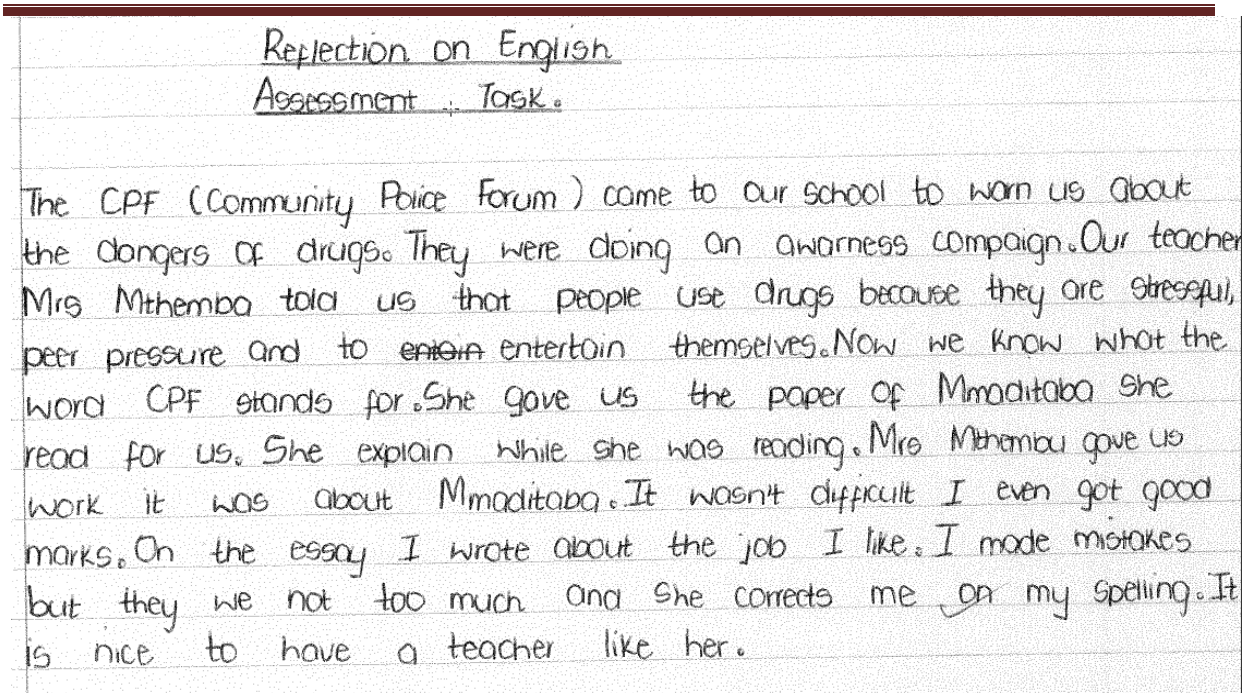 Reflection on English
Assessment Task.
The CPF (Community Police Forum) came to our school to warn us about
the dangers of drugs. They were doing an awarness compaign. Our teacher
Mrs Mthemba told us that people use drugs because they are stressful,
peer pressure and to entain entertain themselves. Now we know what the
word CPF stands for. She gave us the paper of Mmaditaba she
read for us. She explain while she was reading. Mrs Mthembu gave us
work it was about Mmaditaba. It wasn't difficult I even got good
marks. On the essay I wrote about the job I like. I made mistakes
but they we not too much and she corrects me on my spelling. It
is nice to have a teacher like her.